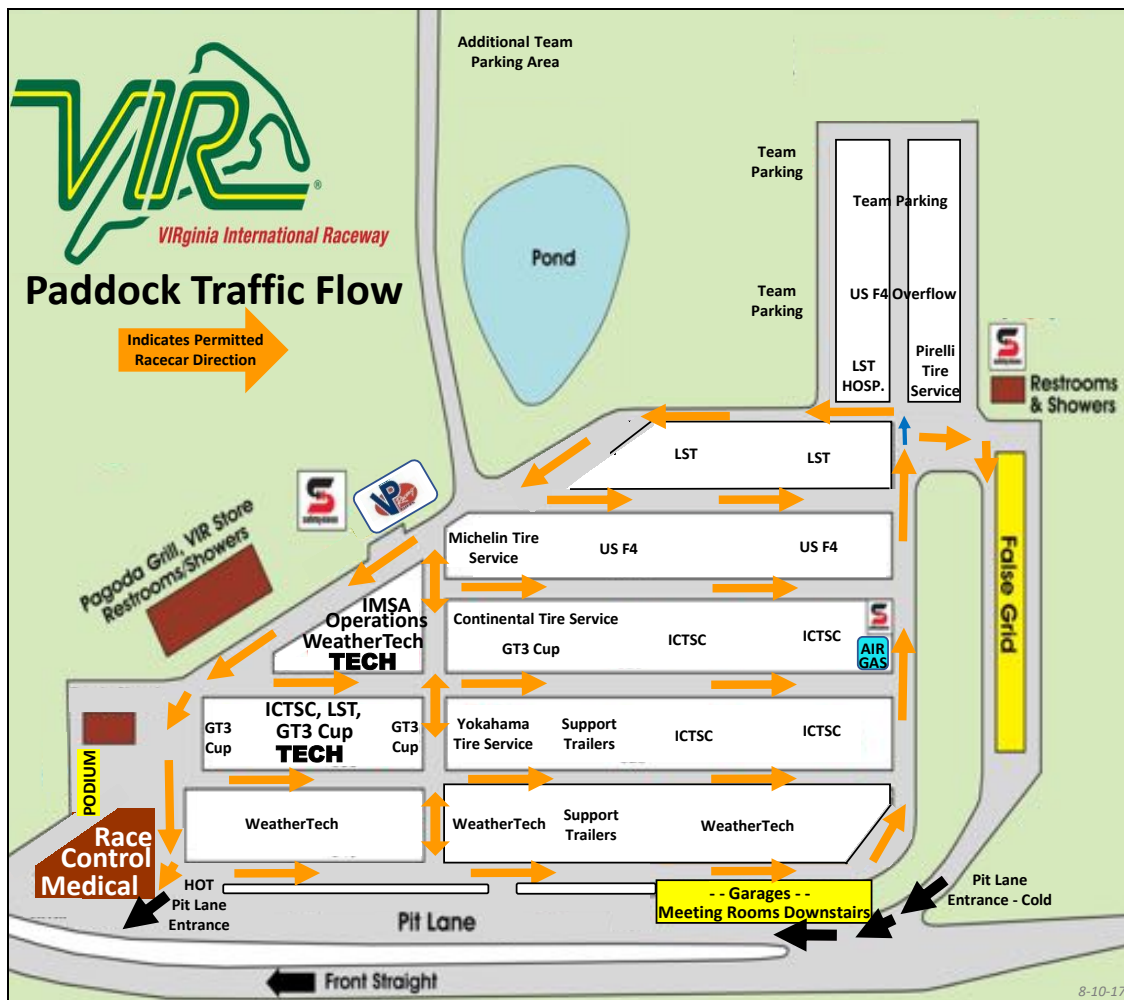 Additional Team
Parking Area
VIR
®
VIRginia International Raceway
Paddock Traffic Flow
Indicates Permitted
Racecar Direction
Pond
Team
Parking
Team Parking
Team
Parking
US F4 Overflow
LST
HOSP.
Pirelli
Tire
Service
S
Restrooms
& Showers
LST
LST
S
VP
Pagoda Grill, VIR Store
Restrooms/Showers
Michelin Tire
Service
US F4
US F4
False Grid
IMSA
Operations
WeatherTech
TECH
Continental Tire Service
GT3 Cup
ICTSC
ICTSC
S
AIR
GAS
GT3
Cup
ICTSC, LST,
GT3 Cup
TECH
GT3
Cup
Yokahama
Tire Service
Support
Trailers
ICTSC
ICTSC
PODIUM
WeatherTech
WeatherTech
Support
Trailers
WeatherTech
Race
Control
Medical
HOT
Pit Lane
Entrance
- - Garages - -
Meeting Rooms Downstairs
Pit Lane
Entrance - Cold
Pit Lane
Front Straight
8-10-17